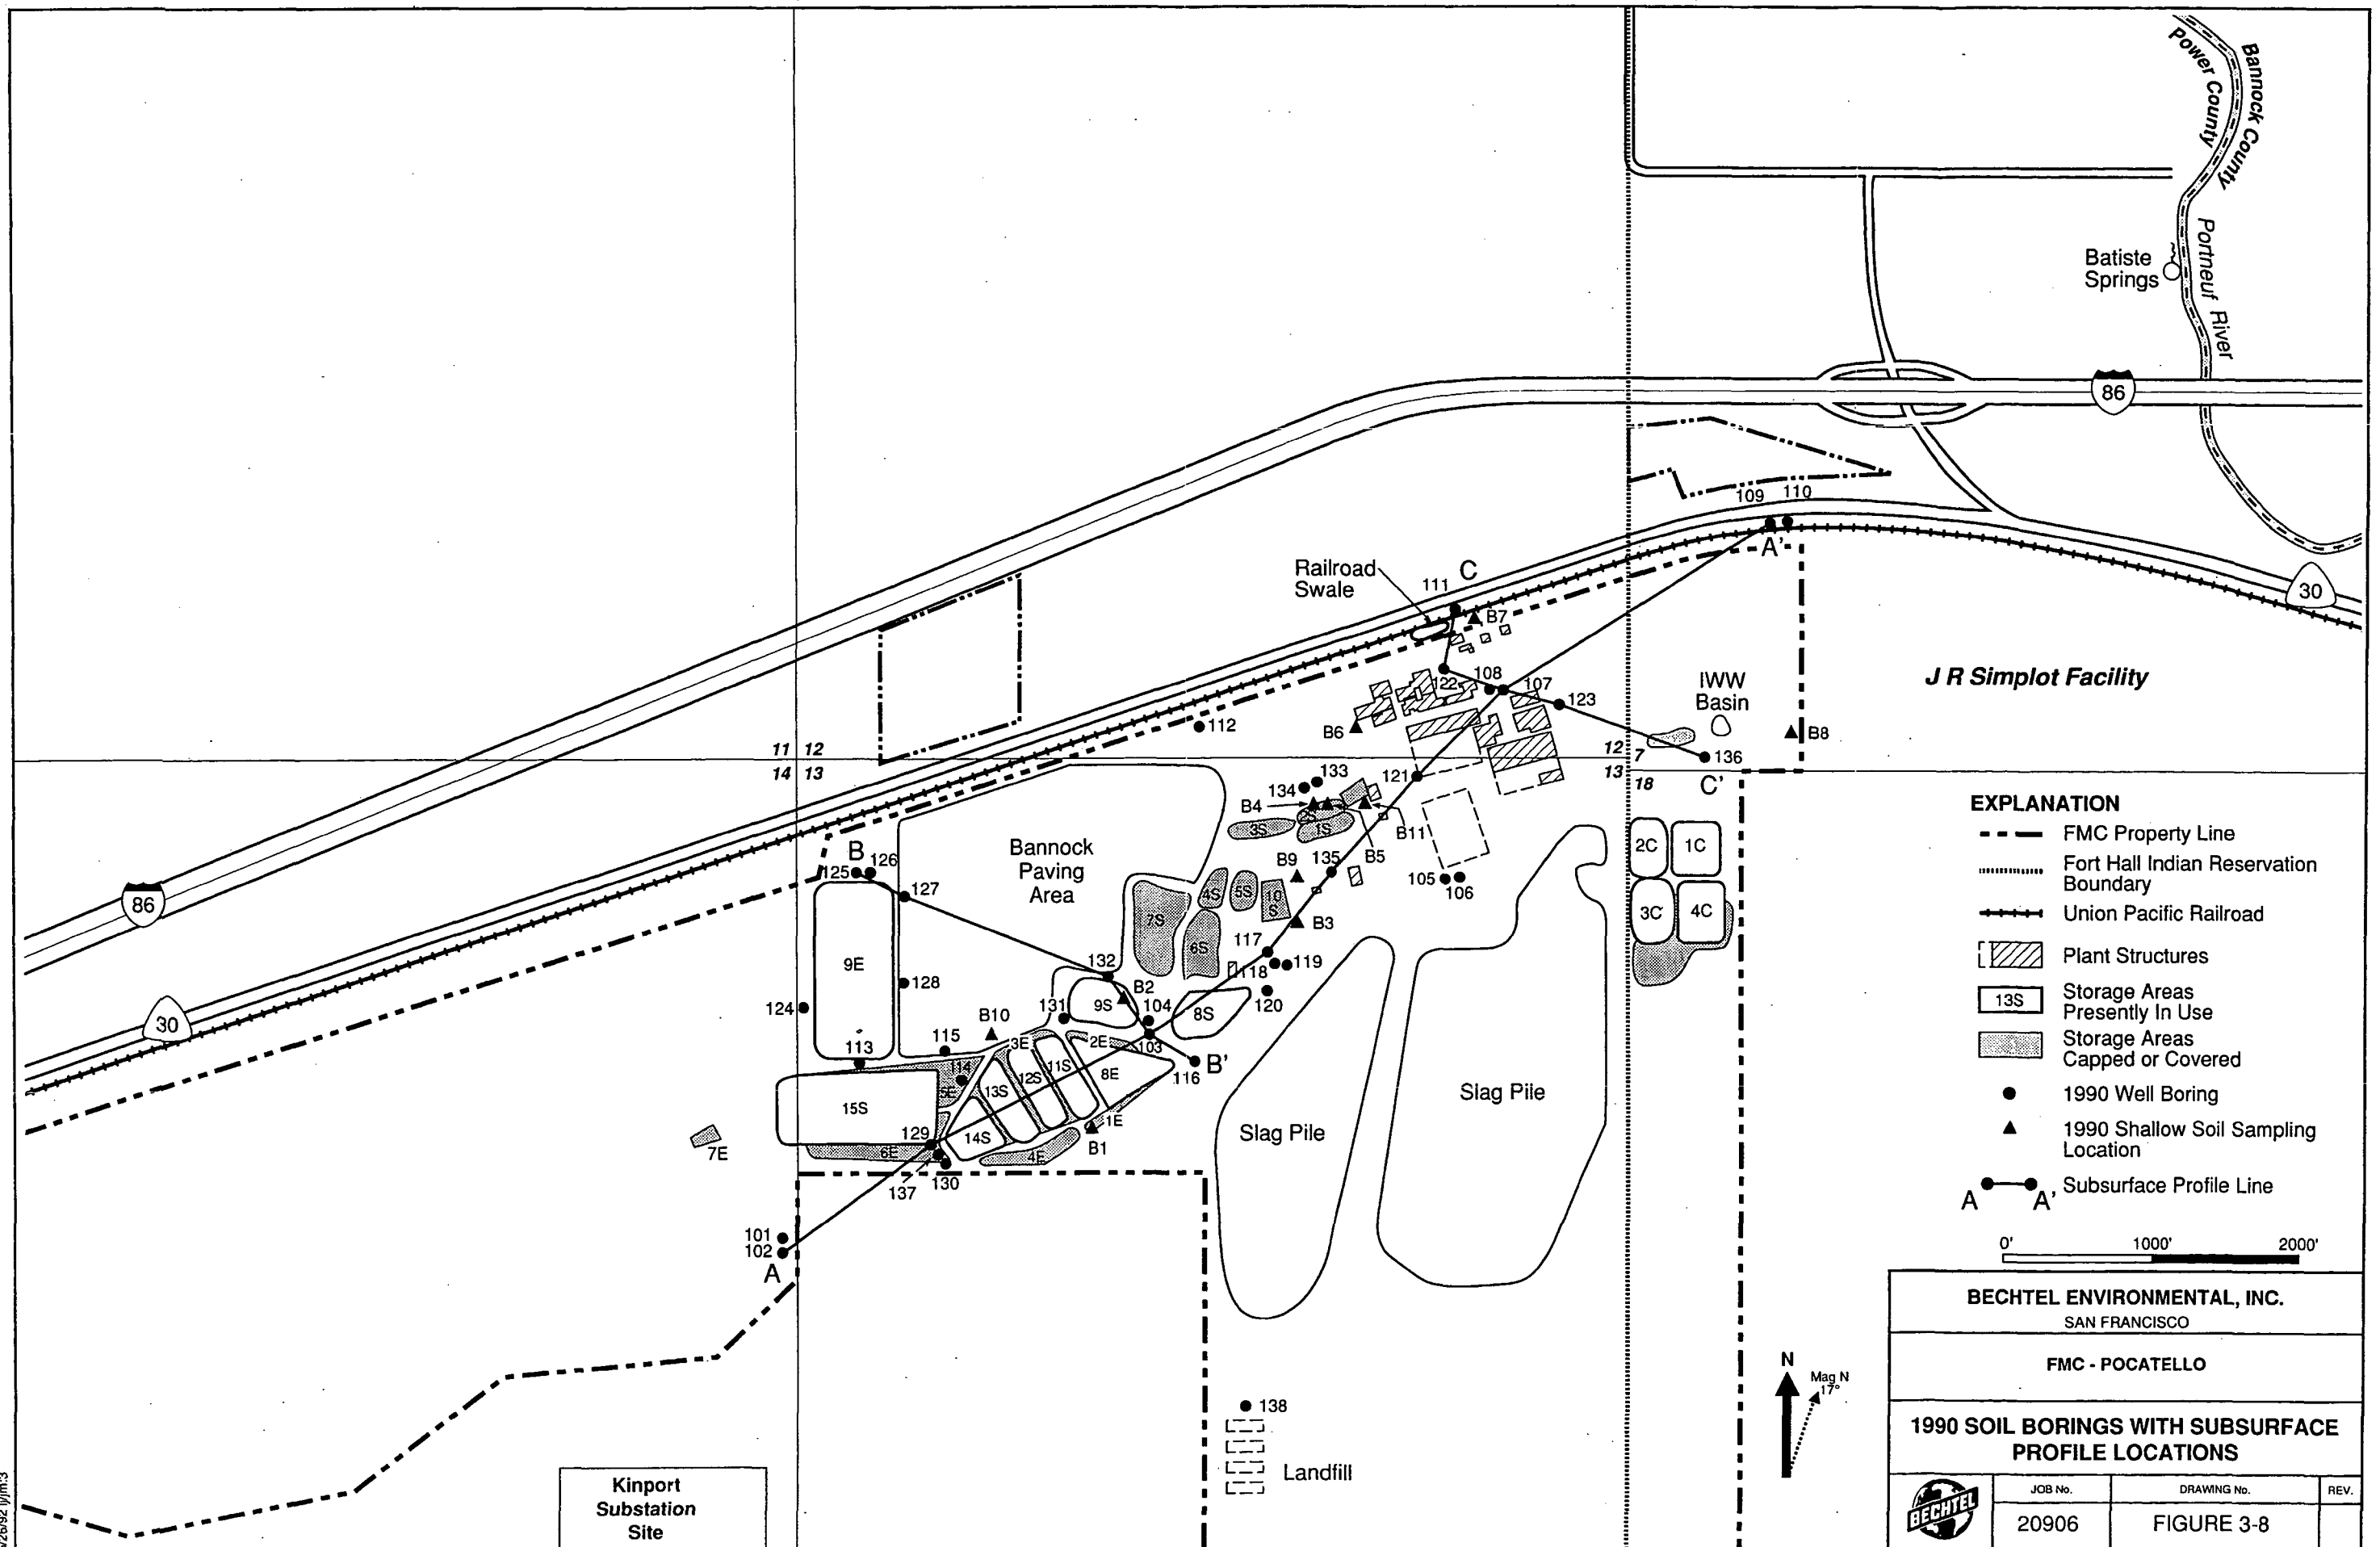 Bannock County
Power County
Portneuf River
Batiste
Springs
86
109 110
A'
30
Railroad
Swale
111
C
B7
J R Simplot Facility
122
108
107
123
IWW
Basin
B6
B8
112
11 12
14 13
12 7
13 18
136
C'
133
134
121
B4
2S
B11
3S
1S
B5
B
125
126
127
Bannock
Paving
Area
B9
135
105
106
2C
1C
3C
4C
4S
5S
10
S
7S
6S
B3
117
118
119
120
86
30
9E
128
124
132
B2
131
9S
104
8S
B10
115
3E
2E
103
B'
116
113
114
5E
13S
12S
11S
8E
15S
1E
129
14S
B1
7E
6E
4E
137
130
101
102
A
Slag Pile
Slag Pile
138
Landfill
Kinport
Substation
Site
EXPLANATION
FMC Property Line
Fort Hall Indian Reservation
Boundary
Union Pacific Railroad
Plant Structures
13S
Storage Areas
Presently In Use
Storage Areas
Capped or Covered
1990 Well Boring
1990 Shallow Soil Sampling
Location
A A' Subsurface Profile Line
0' 1000' 2000'
N
Mag N
17°
BECHTEL ENVIRONMENTAL, INC.
SAN FRANCISCO
FMC - POCATELLO
1990 SOIL BORINGS WITH SUBSURFACE
PROFILE LOCATIONS
BECHTEL
JOB No.
DRAWING No.
REV.
20906
FIGURE 3-8